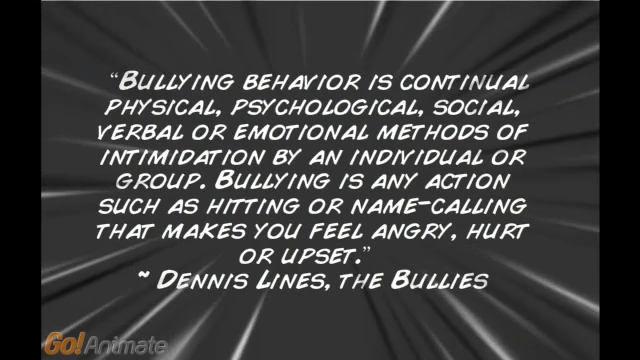 “Bullying behavior is continual
physical, psychological, social,
verbal or emotional methods of
intimidation by an individual or
group. Bullying is any action
such as hitting or name-calling
that makes you feel angry, hurt
or upset.”
~ Dennis Lines, the Bullies
Go!Animate